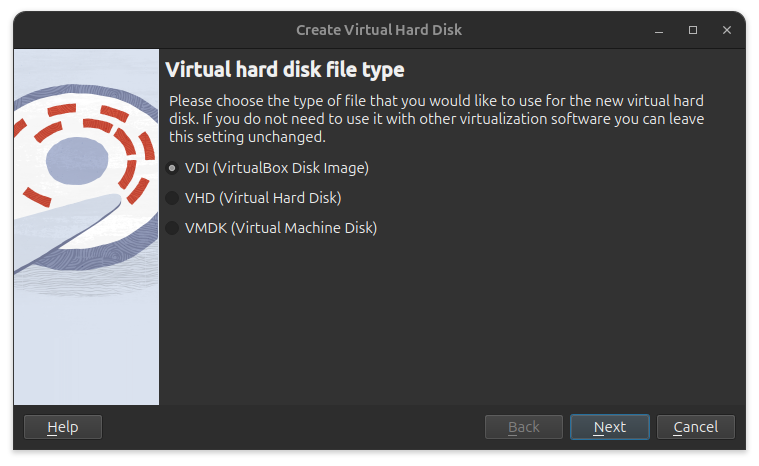 Create Virtual Hard Disk
Virtual hard disk file type
Please choose the type of file that you would like to use for the new virtual hard
disk. If you do not need to use it with other virtualization software you can leave
this setting unchanged.
VDI (VirtualBox Disk Image)
VHD (Virtual Hard Disk)
VMDK (Virtual Machine Disk)
Help
Back
Next
Cancel